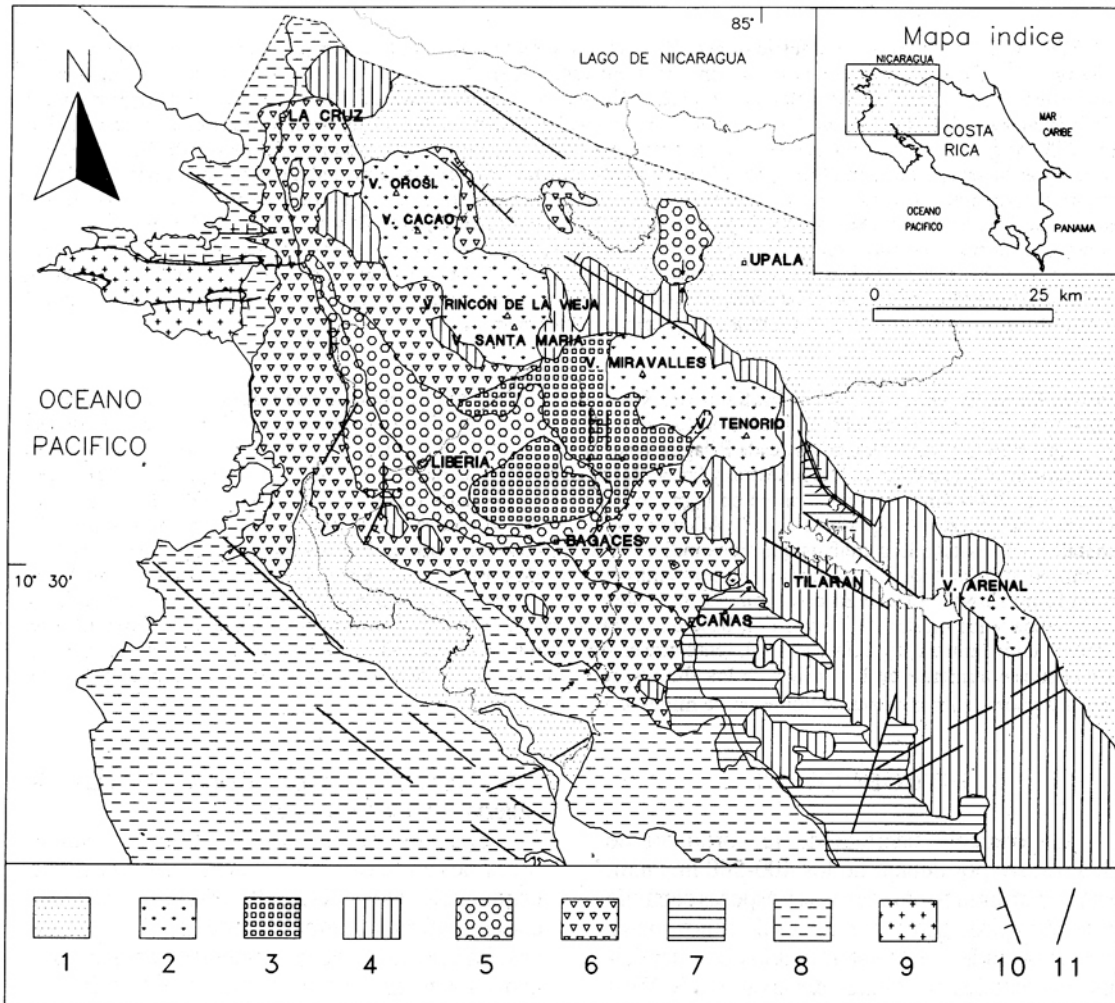 85°
LAGO DE NICARAGUA
Mapa indice
NICARAGUA
MAR
CARIBE
COSTA
RICA
OCEANO
PACIFICO
PANAMA
N
LA CRUZ
V. OROSI
V. CACAO
UPALA
0 25 km
V. RINCON DE LA VIEJA
V. SANTA MARIA
V. MIRAVALLES
OCEANO
PACIFICO
V. TENORIO
LIBERIA
BAGACES
10° 30'
TILARAN
V. ARENAL
CAÑAS
1 2 3 4 5 6 7 8 9 10 11